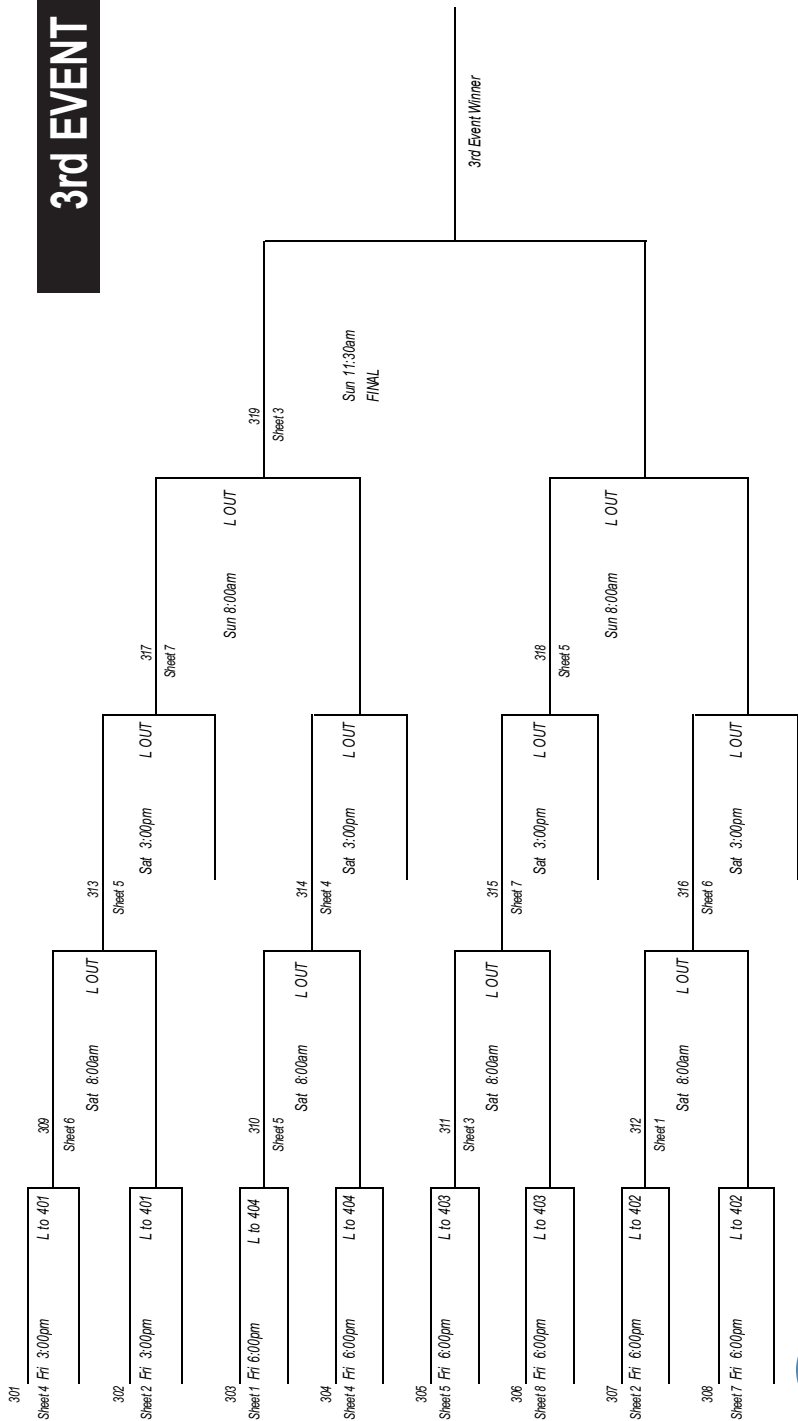 3rd EVENT
301
Sheet 4 Fri 3:00pm
L to 401
302
Sheet 2 Fri 3:00pm
L to 401
303
Sheet 1 Fri 6:00pm
L to 404
304
Sheet 4 Fri 6:00pm
L to 404
305
Sheet 5 Fri 6:00pm
L to 403
306
Sheet 8 Fri 6:00pm
L to 403
307
Sheet 2 Fri 6:00pm
L to 402
308
Sheet 7 Fri 6:00pm
L to 402
309
Sheet 6
Sat 8:00am
L OUT
310
Sheet 5
Sat 8:00am
L OUT
311
Sheet 3
Sat 8:00am
L OUT
312
Sheet 1
Sat 8:00am
L OUT
313
Sheet 5
Sat 3:00pm
L OUT
314
Sheet 4
Sat 3:00pm
L OUT
315
Sheet 7
Sat 3:00pm
L OUT
316
Sheet 6
Sat 3:00pm
L OUT
317
Sheet 7
Sun 8:00am
L OUT
318
Sheet 5
Sun 8:00am
L OUT
319
Sheet 3
Sun 11:30am
FINAL
3rd Event Winner